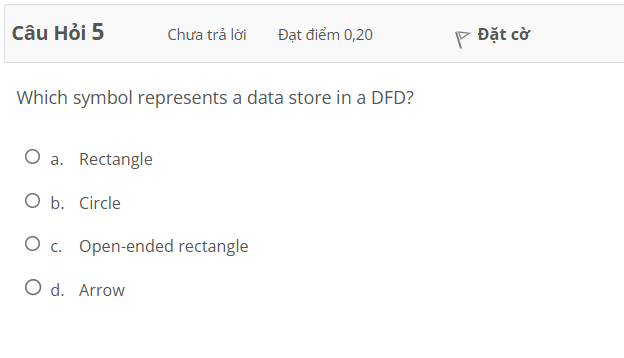 Câu Hỏi 5 Chưa trả lời Đạt điểm 0,20 Đặt cờ
Which symbol represents a data store in a DFD?
a. Rectangle
b. Circle
c. Open-ended rectangle
d. Arrow